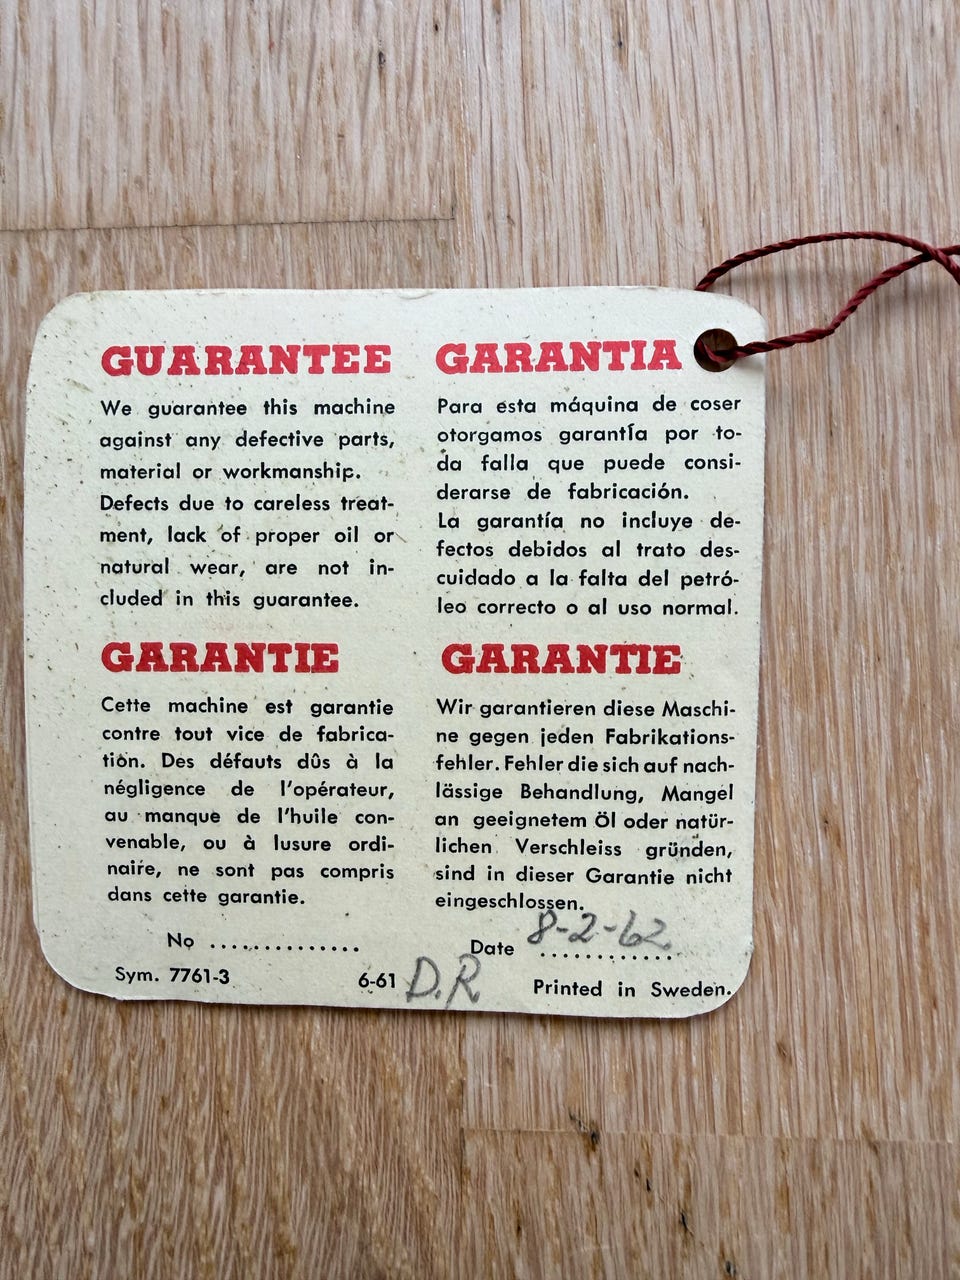 GUARANTEE
We guarantee this machine
against any defective parts,
material or workmanship.
Defects due to careless treat-
ment, lack of proper oil or
natural wear, are not in-
cluded in this guarantee.
GARANTIA
Para esta máquina de coser
otorgamos garantía por to-
da falla que puede consi-
derarse de fabricación.
La garantía no incluye de-
fectos debidos al trato des-
cuidado a la falta del petró-
leo correcto o al uso normal.
GARANTIE
Cette machine est garantie
contre tout vice de fabrica-
tion. Des défauts dûs à la
négligence de l'opérateur,
au manque de l'huile con-
venable, ou à lusure ordi-
naire, ne sont pas compris
dans cette garantie.
GARANTIE
Wir garantieren diese Maschi-
ne gegen jeden Fabrikations-
fehler. Fehler die sich auf nach-
lässige Behandlung, Mangel
an geeignetem Öl oder natür-
lichen Verschleiss gründen,
sind in dieser Garantie nicht
eingeschlossen.
No ............. Date 8-2-62
Sym. 7761-3 6-61 D.R. Printed in Sweden.